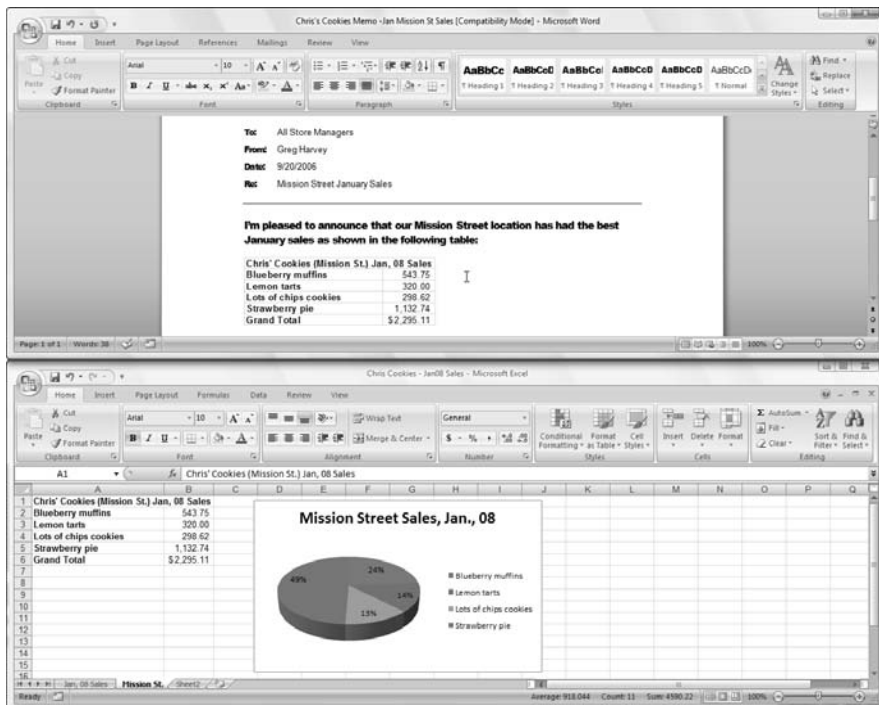 Chris's Cookies Memo -Jan Mission St Sales [Compatibility Mode] - Microsoft Word
Home Insert Page Layout References Mailings Review View
Cut
Copy
Format Painter
Paste
Clipboard
Arial 10
B I U abc x, x' Aa
Font
Paragraph
AaBbCc AaBbCcD AaBbCcI AaBbCcD AaBbCcD AaBbCcD
¶ Heading 1 ¶ Heading 2 ¶ Heading 3 ¶ Heading 4 ¶ Heading 5 ¶ Normal
Change Styles
Styles
Find
Replace
Select
Editing
To: All Store Managers
From: Greg Harvey
Date: 9/20/2006
Re: Mission Street January Sales
I'm pleased to announce that our Mission Street location has had the best
January sales as shown in the following table:
Chris' Cookies (Mission St.) Jan, 08 Sales
Blueberry muffins 543.75
Lemon tarts 320.00
Lots of chips cookies 298.62
Strawberry pie 1,132.74
Grand Total $2,295.11
Page: 1 of 1 Words: 38 100%
Chris Cookies - Jan08 Sales - Microsoft Excel
Home Insert Page Layout Formulas Data Review View
Cut
Copy
Format Painter
Paste
Clipboard
Arial 10
B I U
Font
Wrap Text
Merge & Center
Alignment
General
$ - % ,
Number
Conditional Formatting
Format as Table
Cell Styles
Styles
Insert Delete Format
Cells
Σ AutoSum
Fill
Clear
Sort & Filter
Find & Select
Editing
A1 fx Chris' Cookies (Mission St.) Jan, 08 Sales
A B C D E F G H I J K L M N O P Q
1 Chris' Cookies (Mission St.) Jan, 08 Sales
2 Blueberry muffins 543.75
3 Lemon tarts 320.00
4 Lots of chips cookies 298.62
5 Strawberry pie 1,132.74
6 Grand Total $2,295.11
7
8
9
10
11
12
13
14
15
16
Mission Street Sales, Jan., 08
49%
24%
14%
13%
Blueberry muffins
Lemon tarts
Lots of chips cookies
Strawberry pie
Jan, 08 Sales Mission St. Sheet2
Ready Average: 918.044 Count: 11 Sum: 4590.22 100%